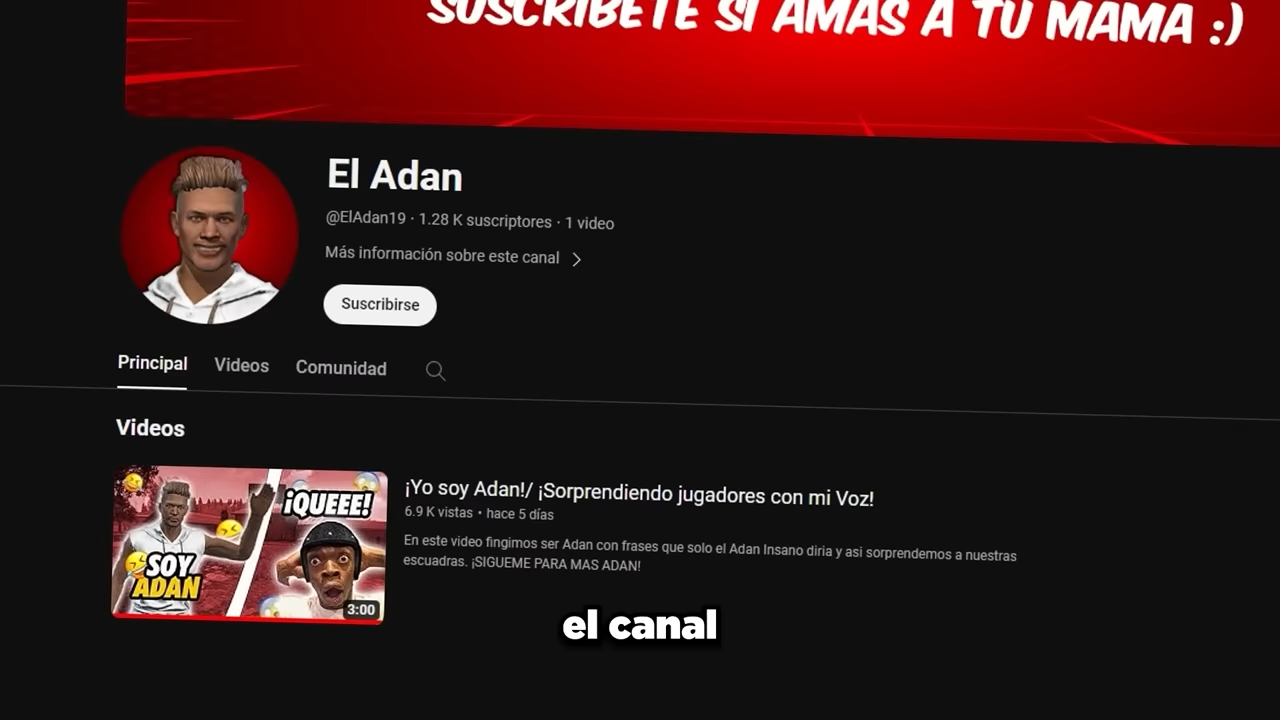 SUSCRIBETE SI AMAS A TU MAMA :)
El Adan
@ElAdan19 · 1.28 K suscriptores · 1 video
Más información sobre este canal
Suscribirse
Principal Videos Comunidad
Videos
¡QUEEE!
SOY
ADAN
3:00
¡Yo soy Adan!/ ¡Sorprendiendo jugadores con mi Voz!
6.9 K vistas · hace 5 días
En este video fingimos ser Adan con frases que solo el Adan Insano diria y asi sorprendemos a nuestras
escuadras. ¡SIGUEME PARA MAS ADAN!
el canal